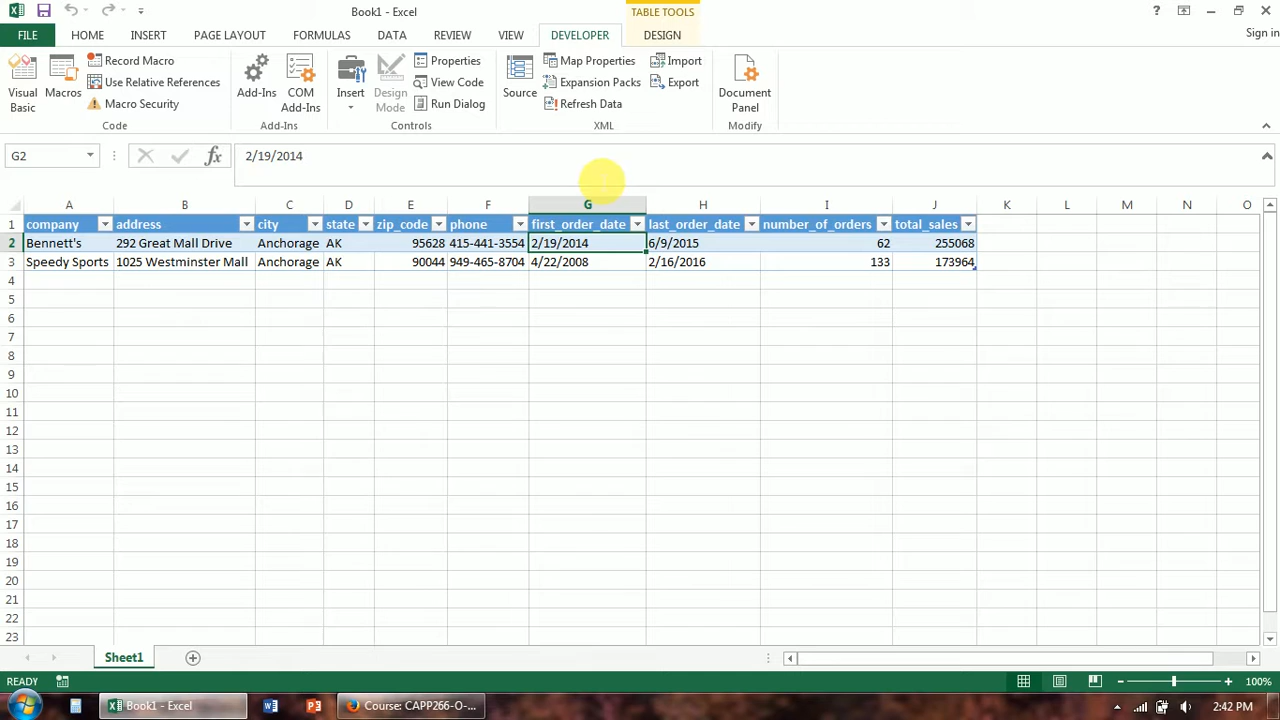 Book1 - Excel
TABLE TOOLS
?
FILE HOME INSERT PAGE LAYOUT FORMULAS DATA REVIEW VIEW DEVELOPER DESIGN Sign in
Visual Basic
Macros
Record Macro
Use Relative References
Macro Security
Code
Add-Ins
COM Add-Ins
Add-Ins
Insert
Design Mode
Properties
View Code
Run Dialog
Controls
Source
Map Properties
Expansion Packs
Refresh Data
Import
Export
XML
Document Panel
Modify
G2 fx 2/19/2014
A B C D E F G H I J K L M N O
1 company address city state zip_code phone first_order_date last_order_date number_of_orders total_sales
2 Bennett's 292 Great Mall Drive Anchorage AK 95628 415-441-3554 2/19/2014 6/9/2015 62 255068
3 Speedy Sports 1025 Westminster Mall Anchorage AK 90044 949-465-8704 4/22/2008 2/16/2016 133 173964
4
5
6
7
8
9
10
11
12
13
14
15
16
17
18
19
20
21
22
23
Sheet1
READY 100%
Book1 - Excel Course: CAPP266-O-... 2:42 PM